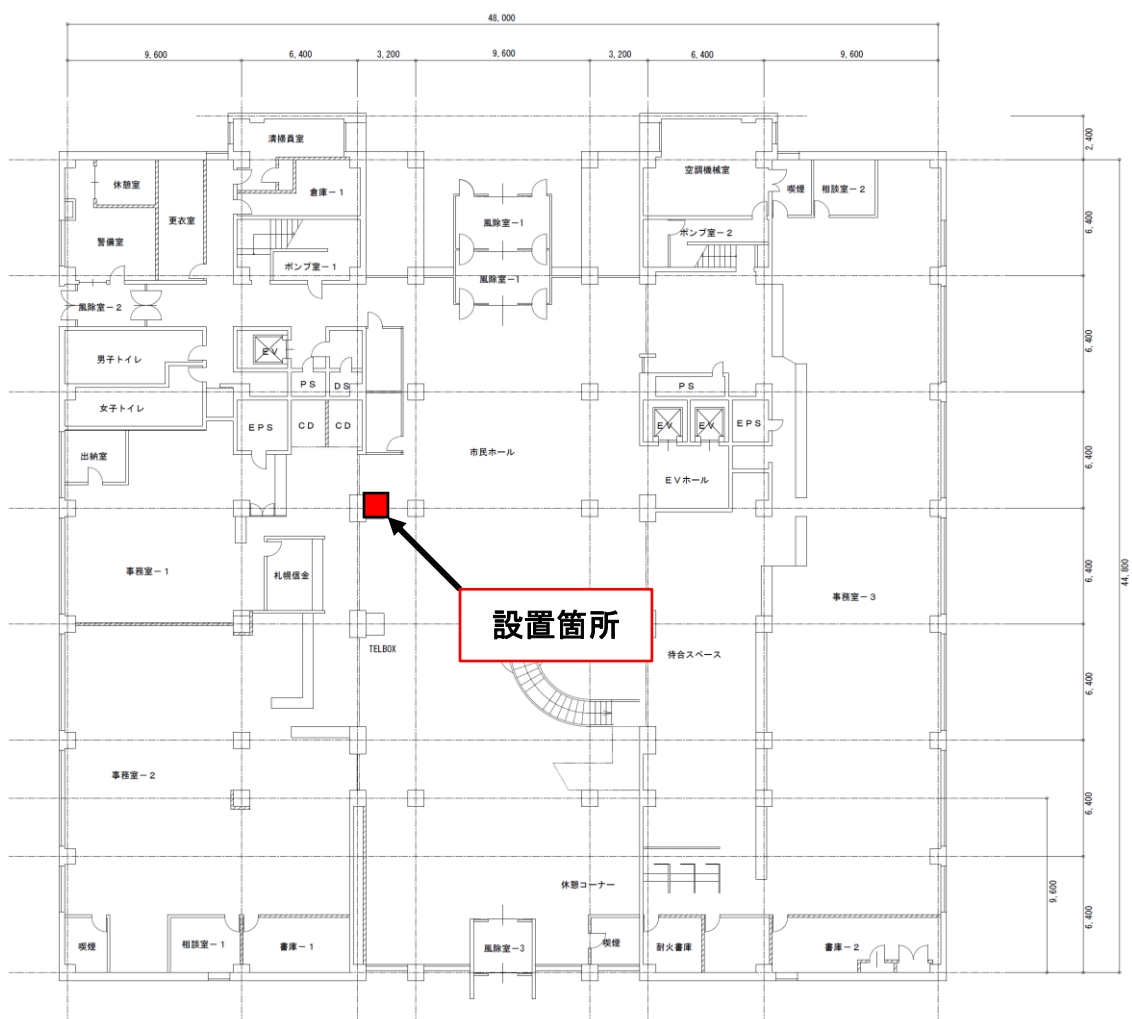 48,000
9,600
6,400
3,200
9,600
3,200
6,400
9,600
2,400
清掃員室
休憩室
倉庫－1
更衣室
警備室
ポンプ室－1
風除室－1
風除室－1
空調機械室
喫煙
相談室－2
ポンプ室－2
6,400
風除室－2
男子トイレ
EV
PS
DS
女子トイレ
EPS
CD
CD
PS
EV
EV
EPS
6,400
出納室
市民ホール
EVホール
6,400
事務室－1
札幌信金
設置箇所
事務室－3
6,400
44,800
TELBOX
待合スペース
6,400
事務室－2
6,400
休憩コーナー
9,600
6,400
喫煙
相談室－1
書庫－1
風除室－3
喫煙
耐火書庫
書庫－2